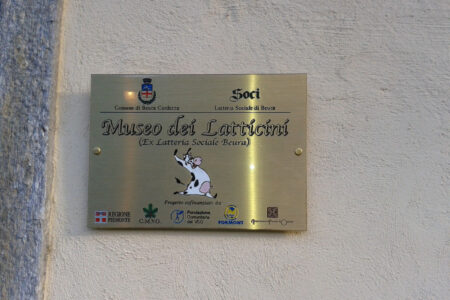 Comune di Beura Cardezza
Soci
Latteria Sociale di Beura
Museo dei Latticini
(Ex Latteria Sociale Beura)
Progetto cofinanziato da:
REGIONE
PIEMONTE
C.M.V.O.
Fondazione
Comunitaria
del VCO
FORMONT